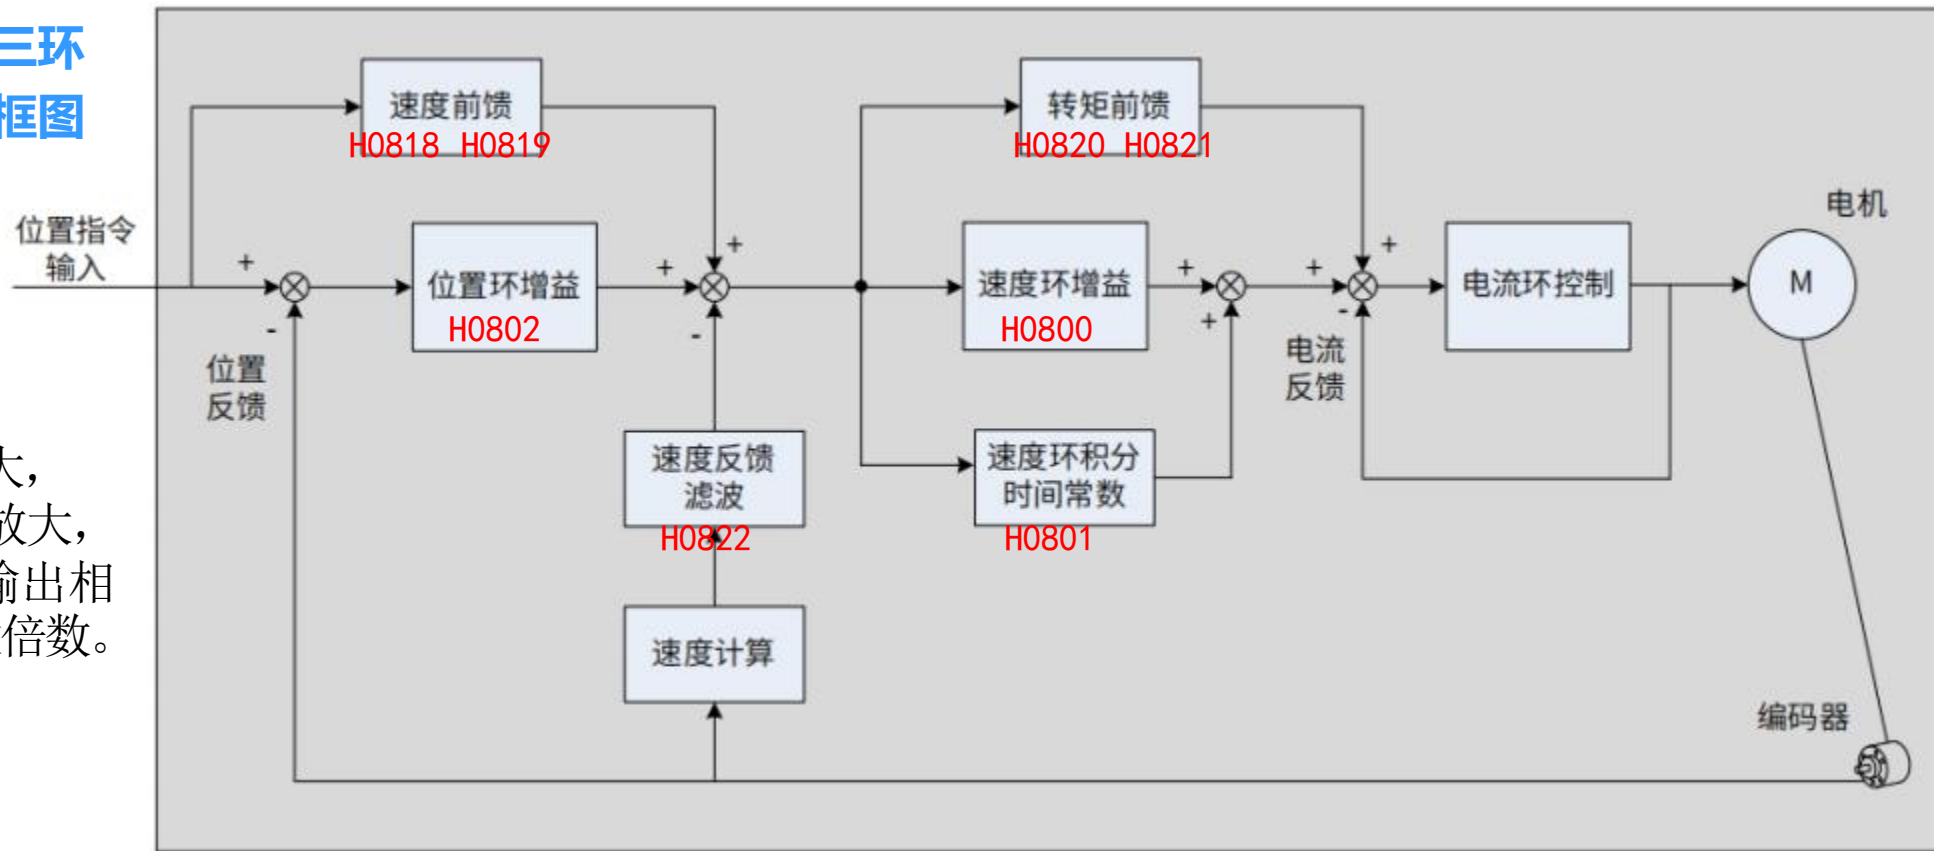 三环
框图
速度前馈
H0818 H0819
转矩前馈
H0820 H0821
电机
位置指令
输入
+
位置环增益
H0802
+
+
速度环增益
H0800
+
+
+
电流环控制
M
-
位置
反馈
-
+
-
电流
反馈
大，
放大，
输出相
倍数。
速度反馈
滤波
H0822
速度环积分
时间常数
H0801
速度计算
编码器